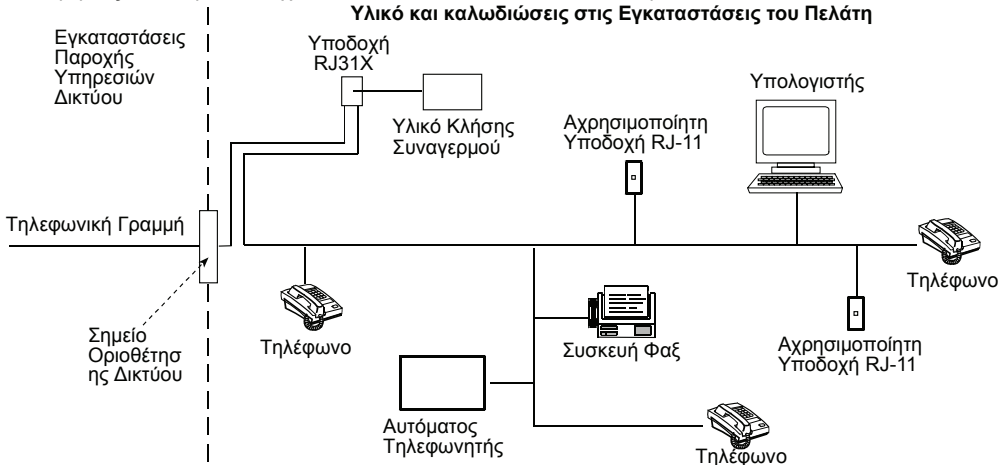 Υλικό και καλωδιώσεις στις Εγκαταστάσεις του Πελάτη
Εγκαταστάσεις
Παροχής
Υπηρεσιών
Δικτύου
Υποδοχή
RJ31X
Υλικό Κλήσης
Συναγερμού
Αχρησιμοποίητη
Υποδοχή RJ-11
Υπολογιστής
Τηλεφωνική Γραμμή
Τηλέφωνο
Σημείο
Οριοθέτησ
ης Δικτύου
Τηλέφωνο
Συσκευή Φαξ
Αχρησιμοποίητη
Υποδοχή RJ-11
Αυτόματος
Τηλεφωνητής
Τηλέφωνο